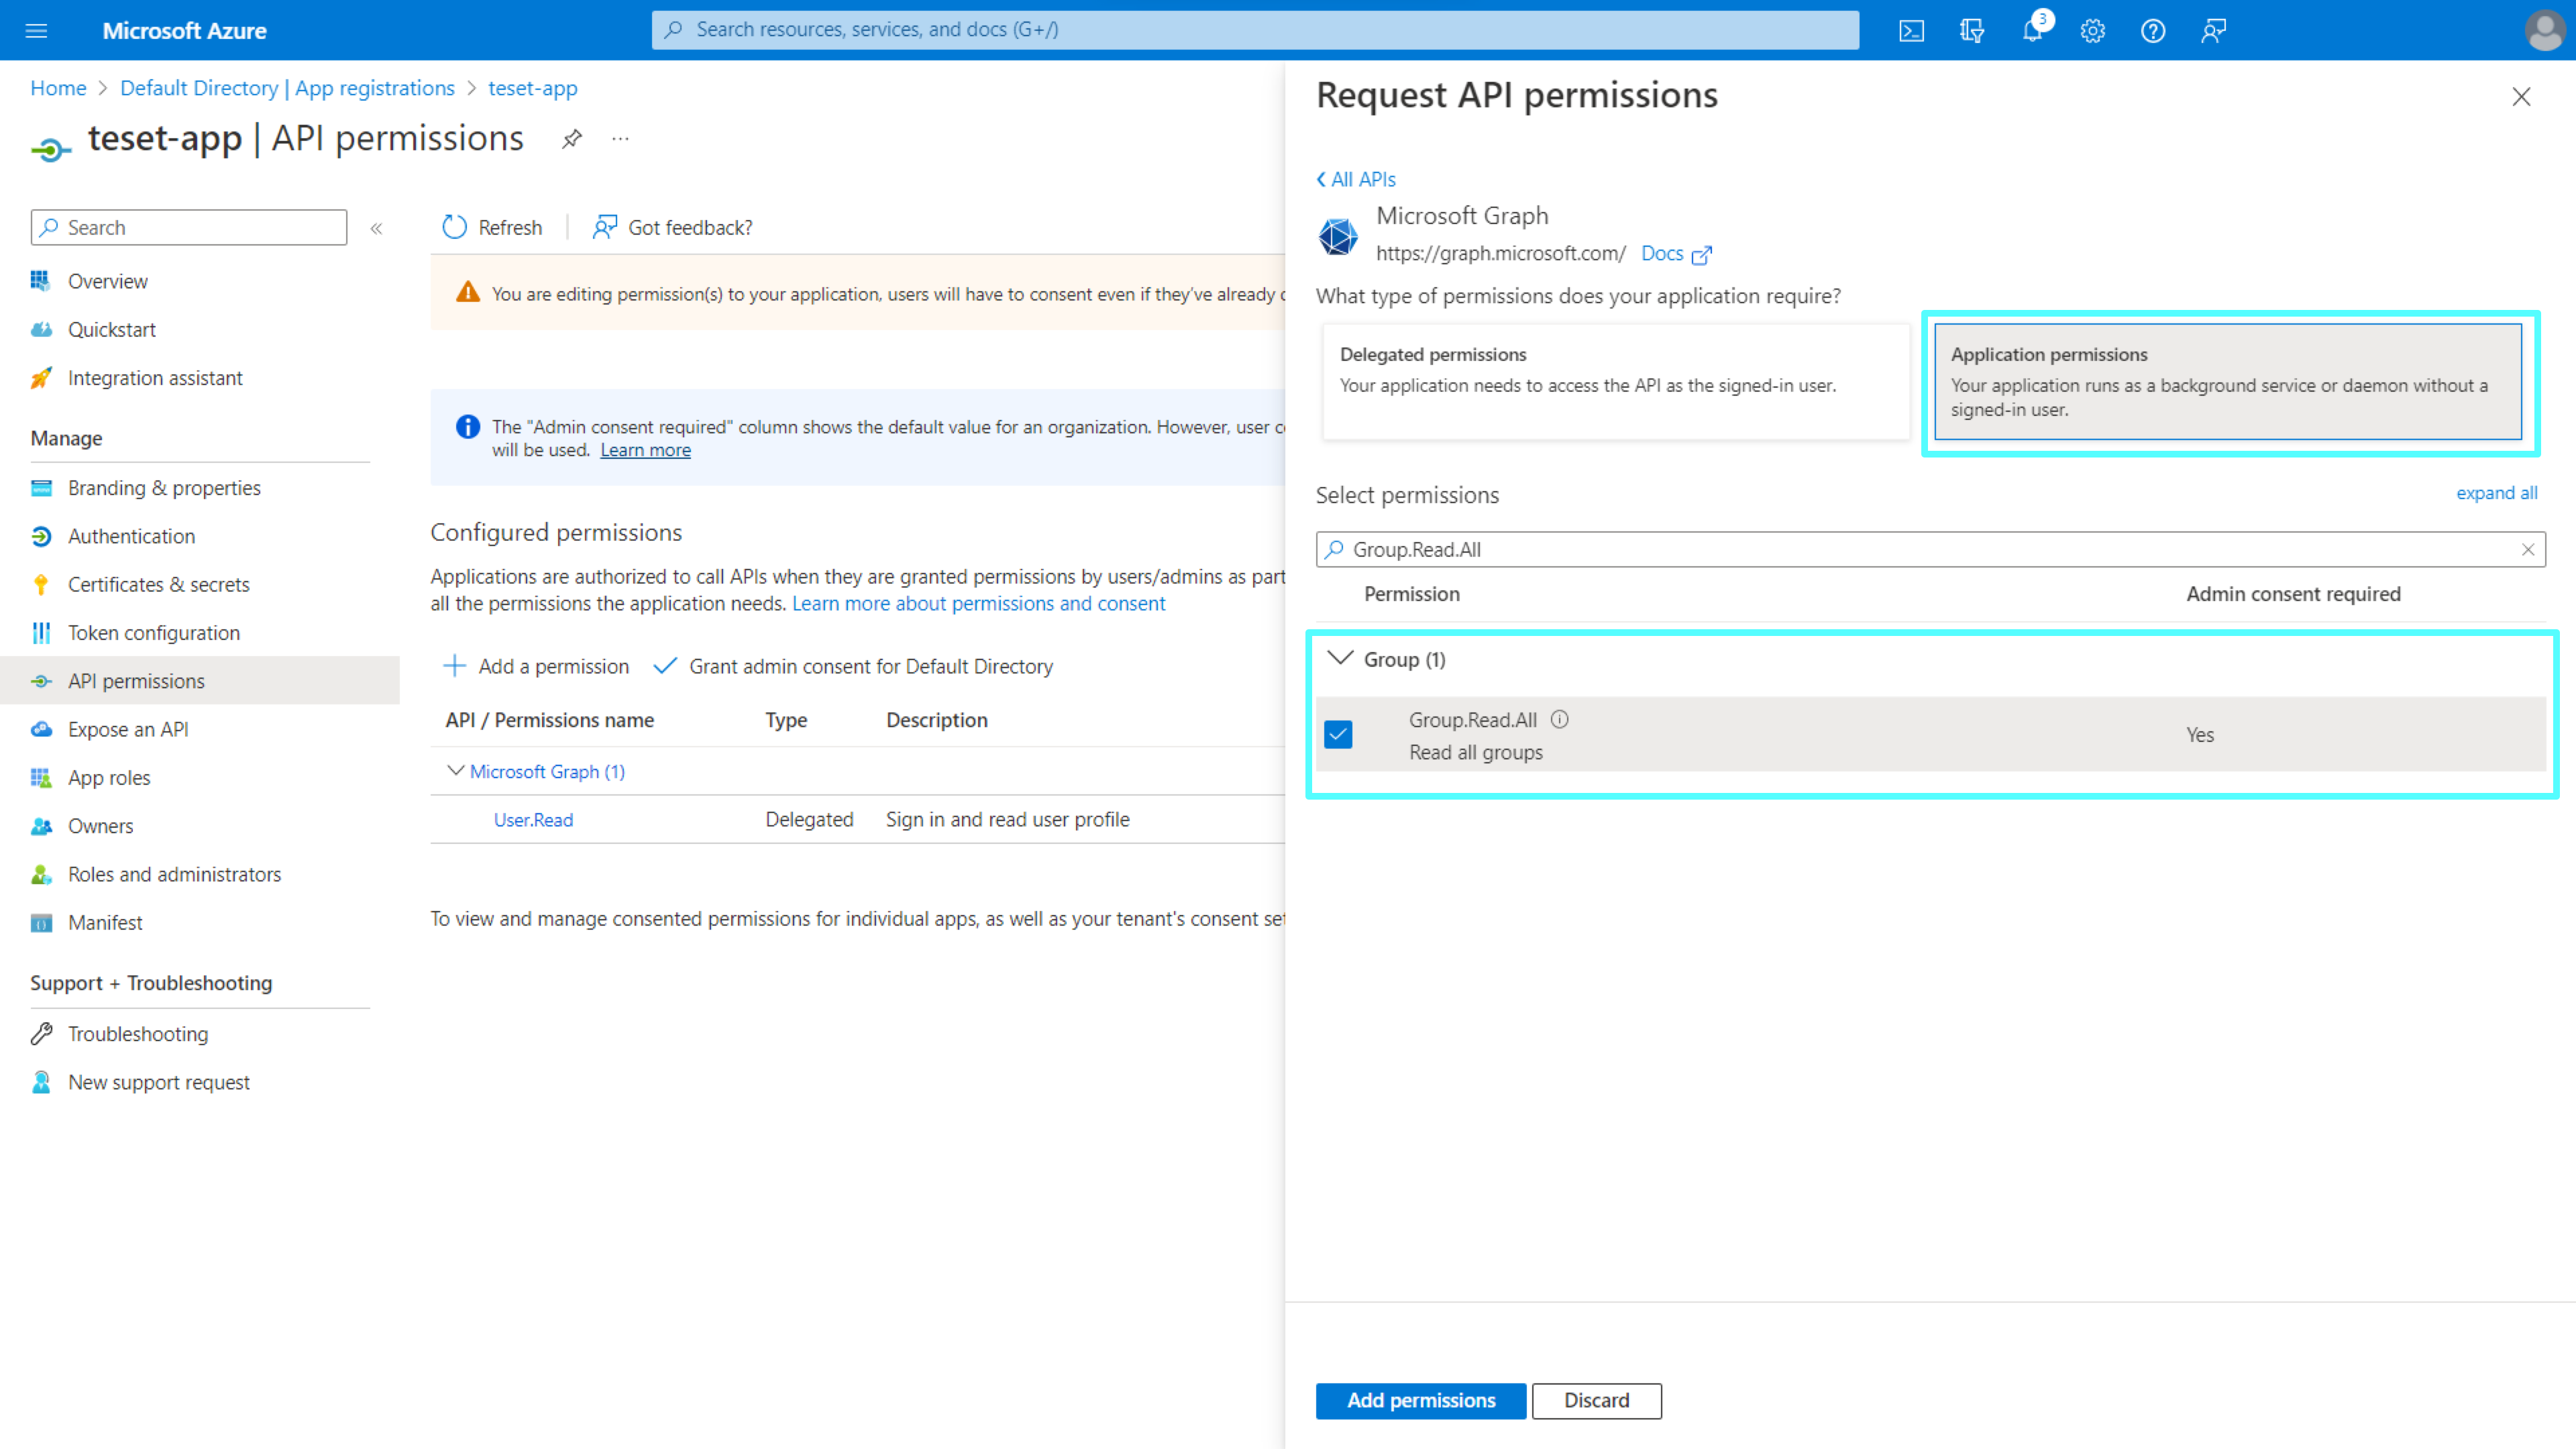 Microsoft Azure
Search resources, services, and docs (G+/)
3
Home > Default Directory | App registrations > teset-app
teset-app | API permissions
Search
Overview
Quickstart
Integration assistant
Manage
Branding & properties
Authentication
Certificates & secrets
Token configuration
API permissions
Expose an API
App roles
Owners
Roles and administrators
Manifest
Support + Troubleshooting
Troubleshooting
New support request
Refresh
Got feedback?
You are editing permission(s) to your application, users will have to consent even if they've already
The "Admin consent required" column shows the default value for an organization. However, user
will be used. Learn more
Configured permissions
Applications are authorized to call APIs when they are granted permissions by users/admins as part
all the permissions the application needs. Learn more about permissions and consent
Add a permission
Grant admin consent for Default Directory
API / Permissions name Type Description
Microsoft Graph (1)
User.Read Delegated Sign in and read user profile
To view and manage consented permissions for individual apps, as well as your tenant's consent
Request API permissions
All APIs
Microsoft Graph
https://graph.microsoft.com/ Docs
What type of permissions does your application require?
Delegated permissions
Your application needs to access the API as the signed-in user.
Application permissions
Your application runs as a background service or daemon without a
signed-in user.
Select permissions
expand all
Group.Read.All
Permission Admin consent required
Group (1)
Group.Read.All
Read all groups
Yes
Add permissions
Discard